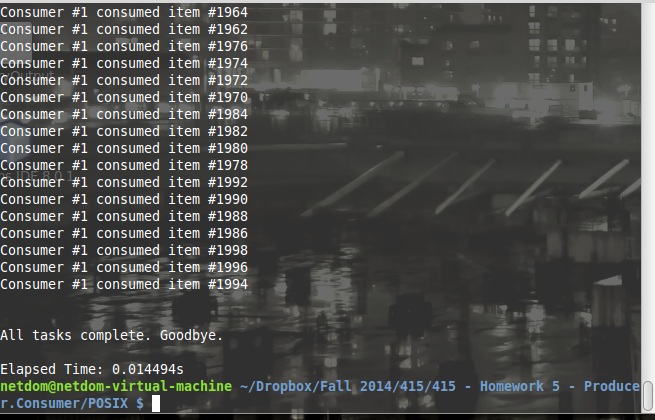 Consumer #1 consumed item #1964
Consumer #1 consumed item #1962
Consumer #1 consumed item #1976
Consumer #1 consumed item #1974
Consumer #1 consumed item #1972
Consumer #1 consumed item #1970
Consumer #1 consumed item #1984
Consumer #1 consumed item #1982
Consumer #1 consumed item #1980
Consumer #1 consumed item #1978
Consumer #1 consumed item #1992
Consumer #1 consumed item #1990
Consumer #1 consumed item #1988
Consumer #1 consumed item #1986
Consumer #1 consumed item #1998
Consumer #1 consumed item #1996
Consumer #1 consumed item #1994
All tasks complete. Goodbye.
Elapsed Time: 0.014494s
netdom@netdom-virtual-machine ~/Dropbox/Fall 2014/415/415 - Homework 5 - Produce
r.Consumer/POSIX $